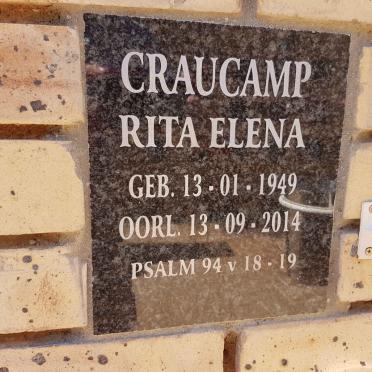 CRAUCAMP
RITA ELENA
GEB. 13 · 01 · 1949
OORL. 13 · 09 · 2014
PSALM 94 v 18 · 19